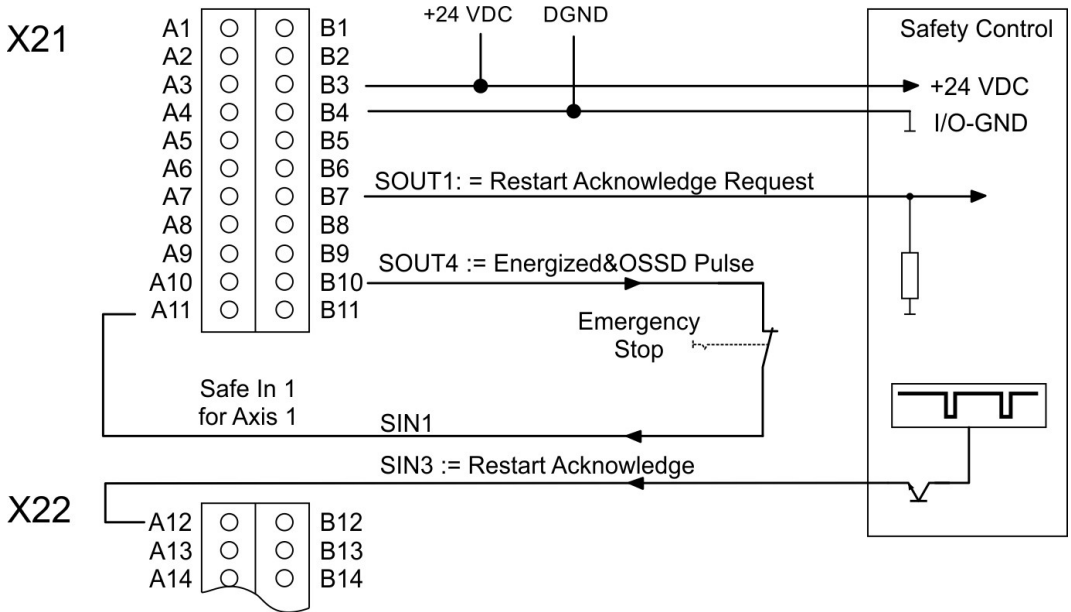 X21
A1 B1
A2 B2
A3 B3
A4 B4
A5 B5
A6 B6
A7 B7
A8 B8
A9 B9
A10 B10
A11 B11
+24 VDC DGND
Safety Control
+24 VDC
I/O-GND
SOUT1: = Restart Acknowledge Request
SOUT4 := Energized&OSSD Pulse
Emergency
Stop
Safe In 1
for Axis 1
SIN1
SIN3 := Restart Acknowledge
X22
A12 B12
A13 B13
A14 B14